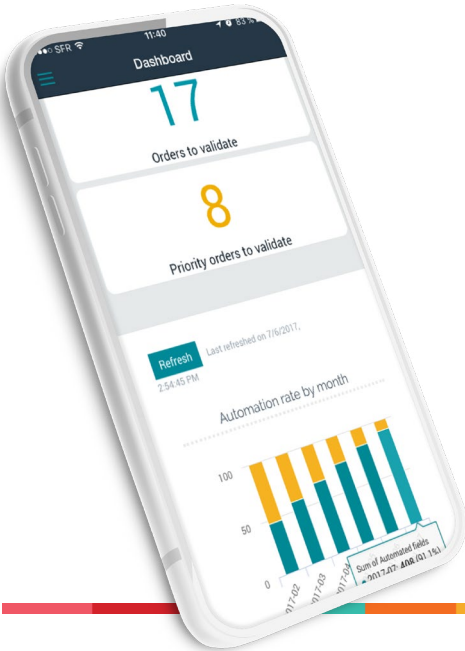 SFR 11:40 83 %
Dashboard
17
Orders to validate
8
Priority orders to validate
Refresh Last refreshed on 7/6/2017,
2:54:45 PM
Automation rate by month
100
50
0
2017-02
2017-03
2017-04
Sum of Automated fields
2017-07: 408 (91.1%)